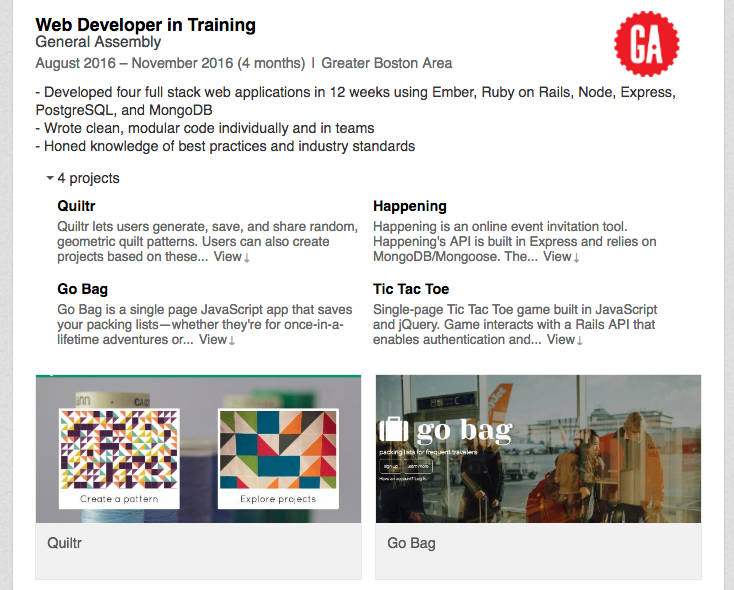 Web Developer in Training
General Assembly
August 2016 – November 2016 (4 months) | Greater Boston Area
GA
- Developed four full stack web applications in 12 weeks using Ember, Ruby on Rails, Node, Express,
PostgreSQL, and MongoDB
- Wrote clean, modular code individually and in teams
- Honed knowledge of best practices and industry standards
4 projects
Quiltr
Quiltr lets users generate, save, and share random,
geometric quilt patterns. Users can also create
projects based on these... View↓
Happening
Happening is an online event invitation tool.
Happening's API is built in Express and relies on
MongoDB/Mongoose. The... View↓
Go Bag
Go Bag is a single page JavaScript app that saves
your packing lists—whether they're for once-in-a-
lifetime adventures or... View↓
Tic Tac Toe
Single-page Tic Tac Toe game built in JavaScript
and jQuery. Game interacts with a Rails API that
enables authentication and... View↓
Create a pattern
Explore projects
go bag
packing lists for frequent travelers
sign up
learn more
Have an account? Log in.
Quiltr
Go Bag